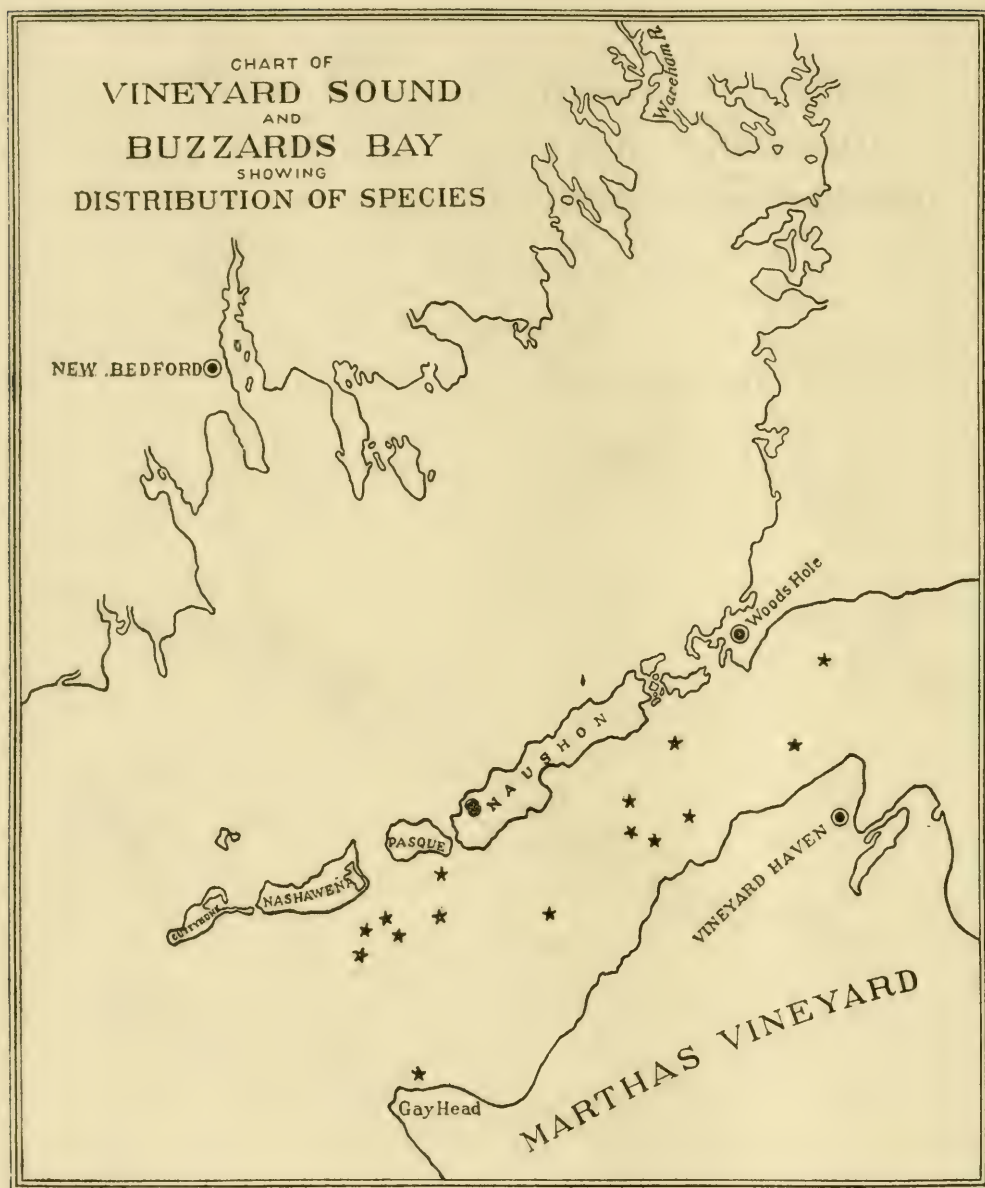 CHART OF
VINEYARD SOUND
AND
BUZZARDS BAY
SHOWING
DISTRIBUTION OF SPECIES
Wareham R.
NEW BEDFORD
Woods Hole
NAUSHON
PASQUE
NASHAWENA
CUTTYHUNK
VINEYARD HAVEN
MARTHAS VINEYARD
Gay Head